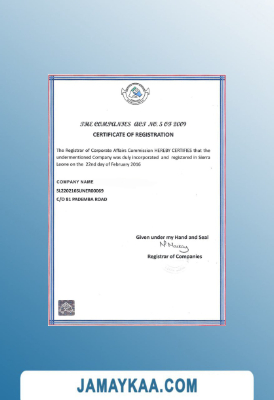 THE COMPANIES ACT NO. 5 OF 2009
CERTIFICATE OF REGISTRATION
The Registrar of Corporate Affairs Commission HEREBY CERTIFIES that the
undermentioned Company was duly incorporated and registered in Sierra
Leone on the 22nd day of February 2016
COMPANY NAME
SL220216SUNER00009
C/O 91 PADEMBA ROAD
Given under my Hand and Seal
Registrar of Companies
JAMAYKAA.COM